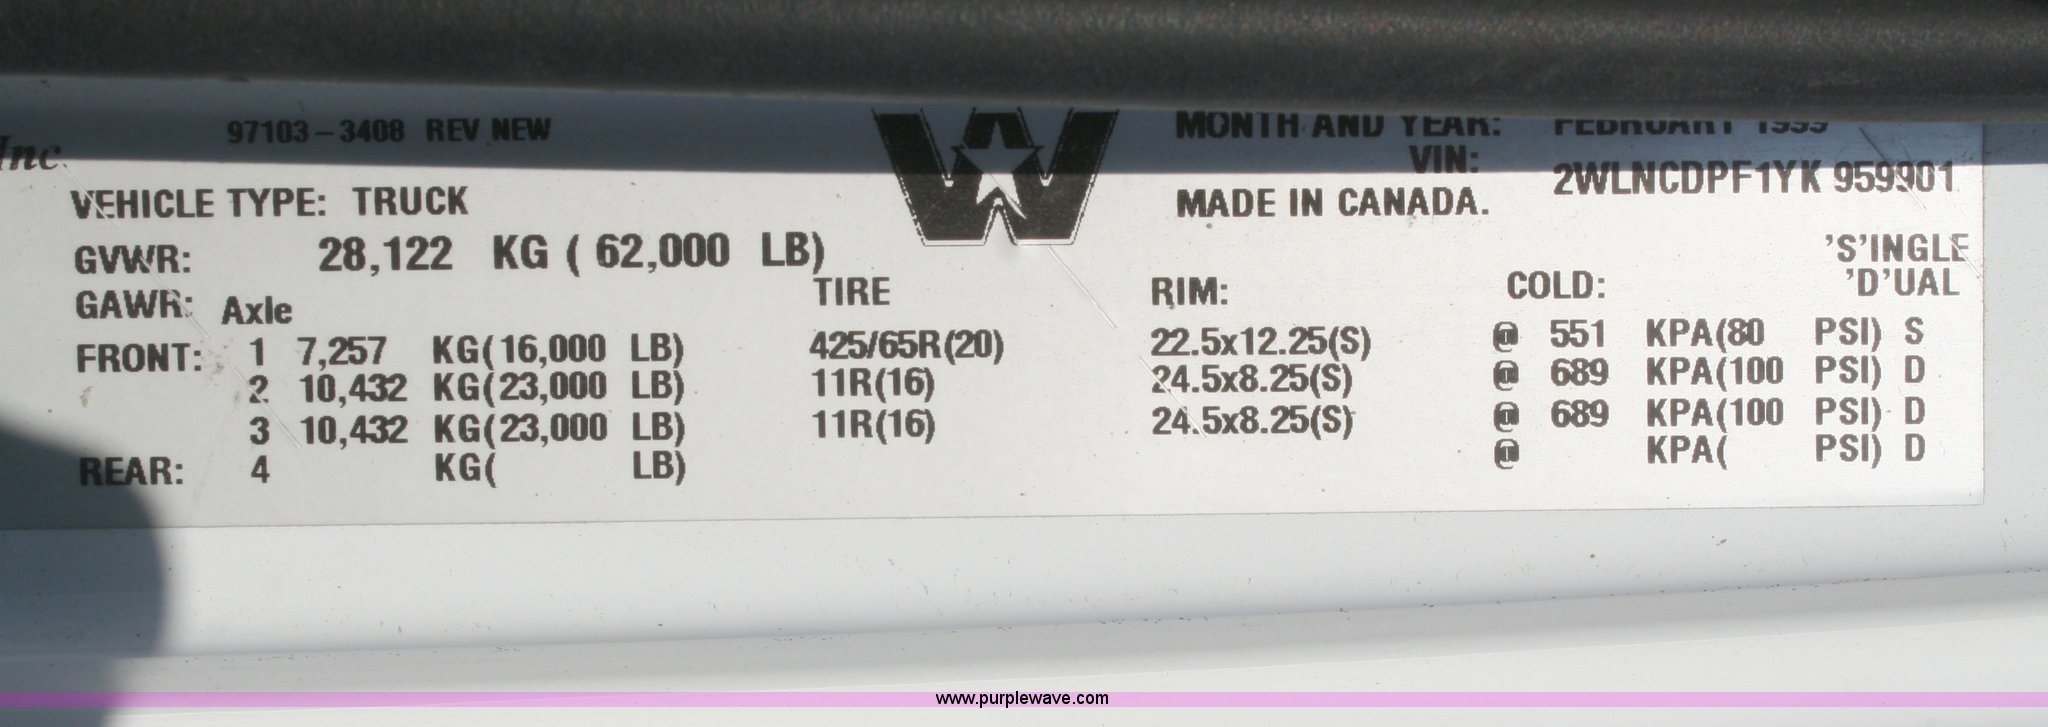 97103-3408 REV NEW
Inc.
MONTH AND YEAR: FEBRUARY 1999
VIN: 2WLNCDPF1YK 959901
MADE IN CANADA.
VEHICLE TYPE: TRUCK
GVWR: 28,122 KG ( 62,000 LB)
'S'INGLE
GAWR: Axle TIRE RIM: COLD: 'D'UAL
FRONT: 1 7,257 KG(16,000 LB) 425/65R(20) 22.5x12.25(S) @ 551 KPA(80 PSI) S
2 10,432 KG(23,000 LB) 11R(16) 24.5x8.25(S) @ 689 KPA(100 PSI) D
3 10,432 KG(23,000 LB) 11R(16) 24.5x8.25(S) @ 689 KPA(100 PSI) D
REAR: 4 KG( LB) @ KPA( PSI) D
www.purplewave.com